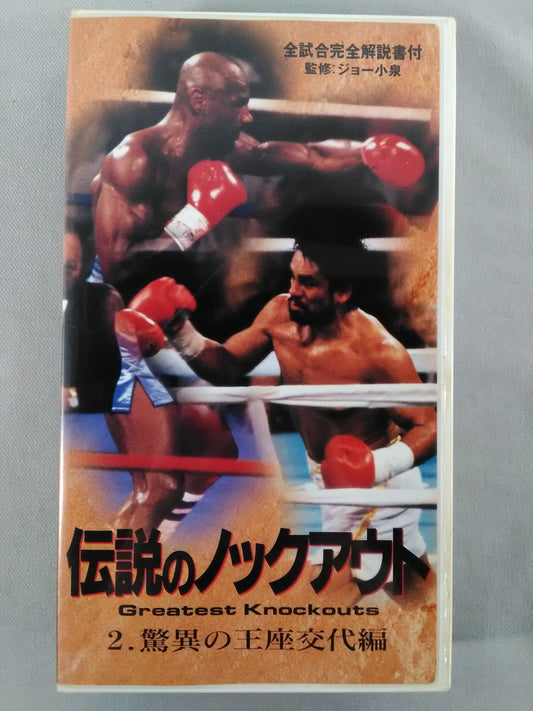 全試合完全解説書付
監修:ジョー小泉
伝説のノックアウト
Greatest Knockouts
2.驚異の王座交代編